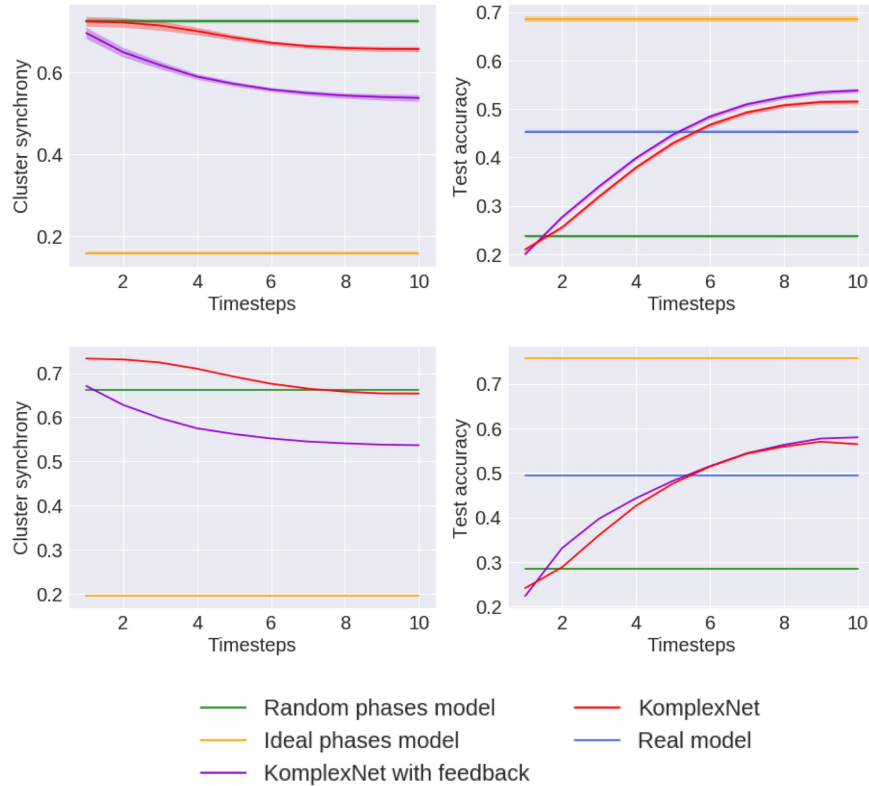 Cluster synchrony
0.6
0.4
0.2
2 4 6 8 10
Timesteps
Test accuracy
0.7
0.6
0.5
0.4
0.3
0.2
2 4 6 8 10
Timesteps
Cluster synchrony
0.7
0.6
0.5
0.4
0.3
0.2
2 4 6 8 10
Timesteps
Test accuracy
0.7
0.6
0.5
0.4
0.3
0.2
2 4 6 8 10
Timesteps
Random phases model
Ideal phases model
KomplexNet with feedback
KomplexNet
Real model